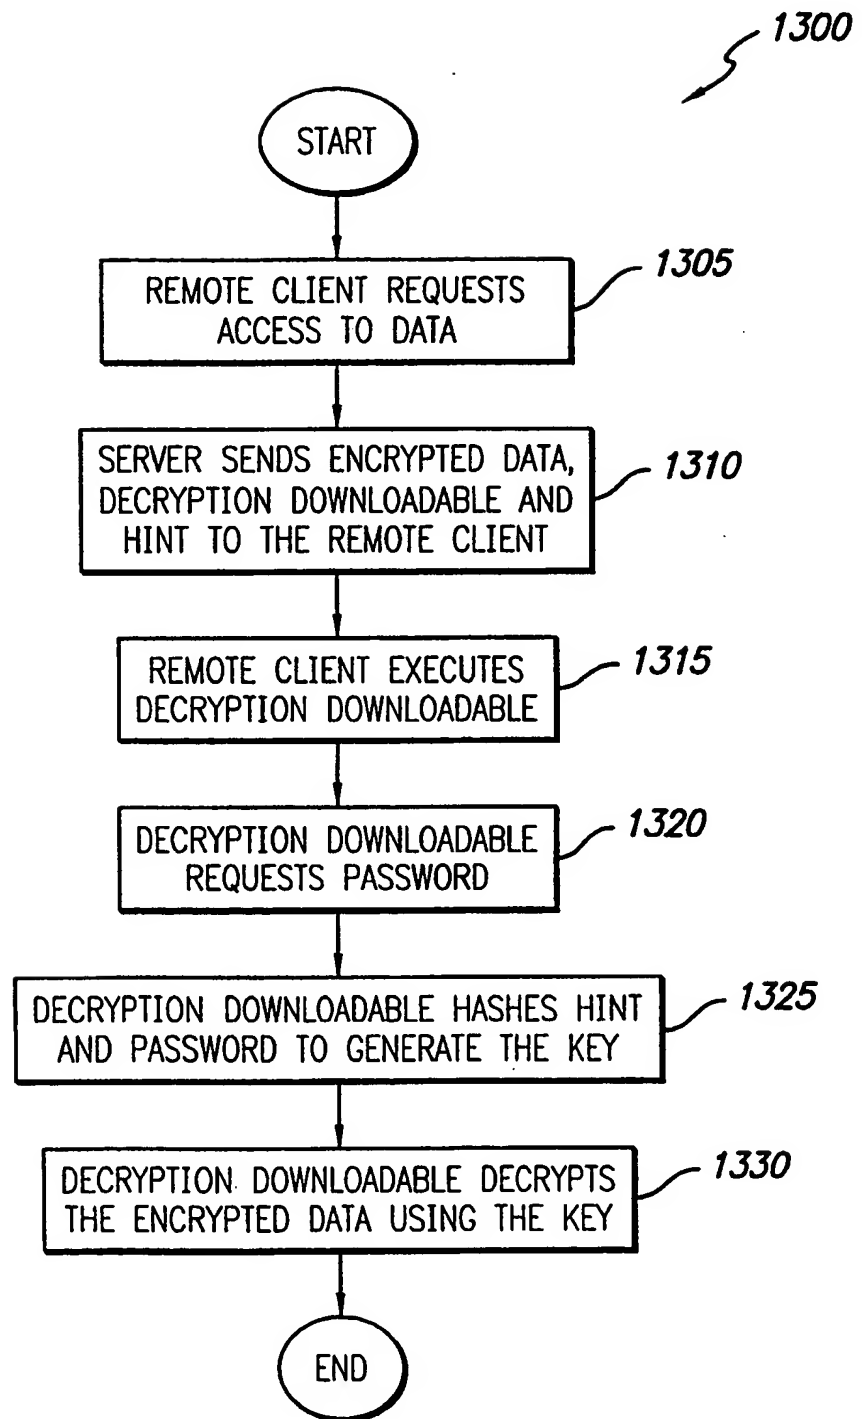 1300
START
REMOTE CLIENT REQUESTS
ACCESS TO DATA
1305
SERVER SENDS ENCRYPTED DATA,
DECRYPTION DOWNLOADABLE AND
HINT TO THE REMOTE CLIENT
1310
REMOTE CLIENT EXECUTES
DECRYPTION DOWNLOADABLE
1315
DECRYPTION DOWNLOADABLE
REQUESTS PASSWORD
1320
DECRYPTION DOWNLOADABLE HASHES HINT
AND PASSWORD TO GENERATE THE KEY
1325
DECRYPTION DOWNLOADABLE DECRYPTS
THE ENCRYPTED DATA USING THE KEY
1330
END